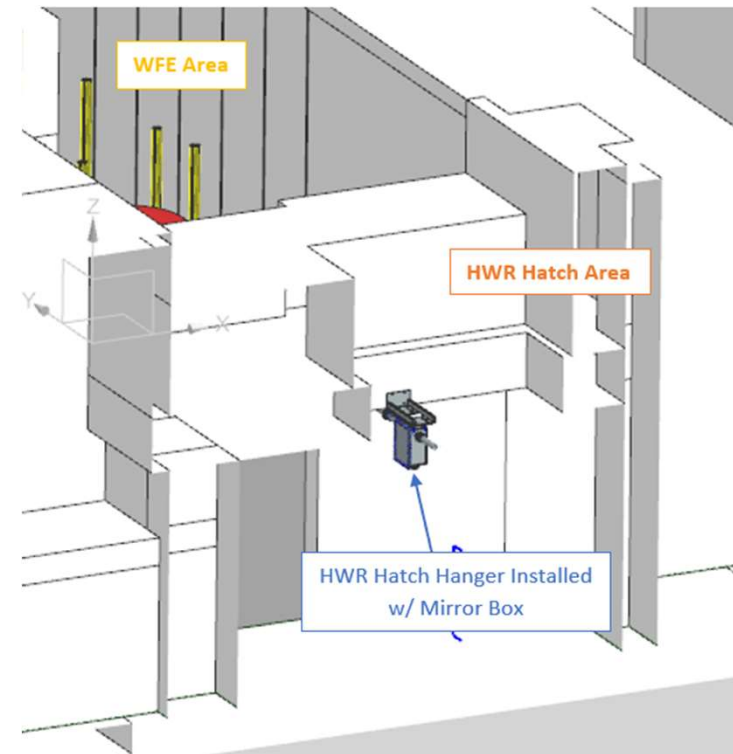 WFE Area
Z
HWR Hatch Area
Y
X
HWR Hatch Hanger Installed
w/ Mirror Box